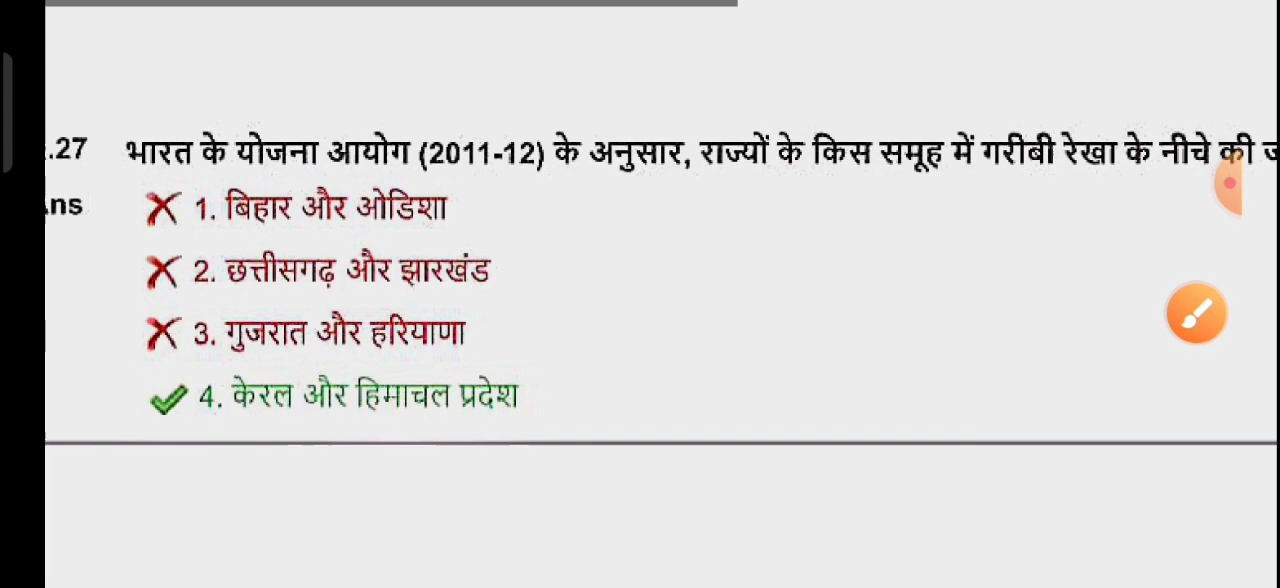 .27 भारत के योजना आयोग (2011-12) के अनुसार, राज्यों के किस समूह में गरीबी रेखा के नीचे की
ns 1. बिहार और ओडिशा
2. छत्तीसगढ़ और झारखंड
3. गुजरात और हरियाणा
4. केरल और हिमाचल प्रदेश